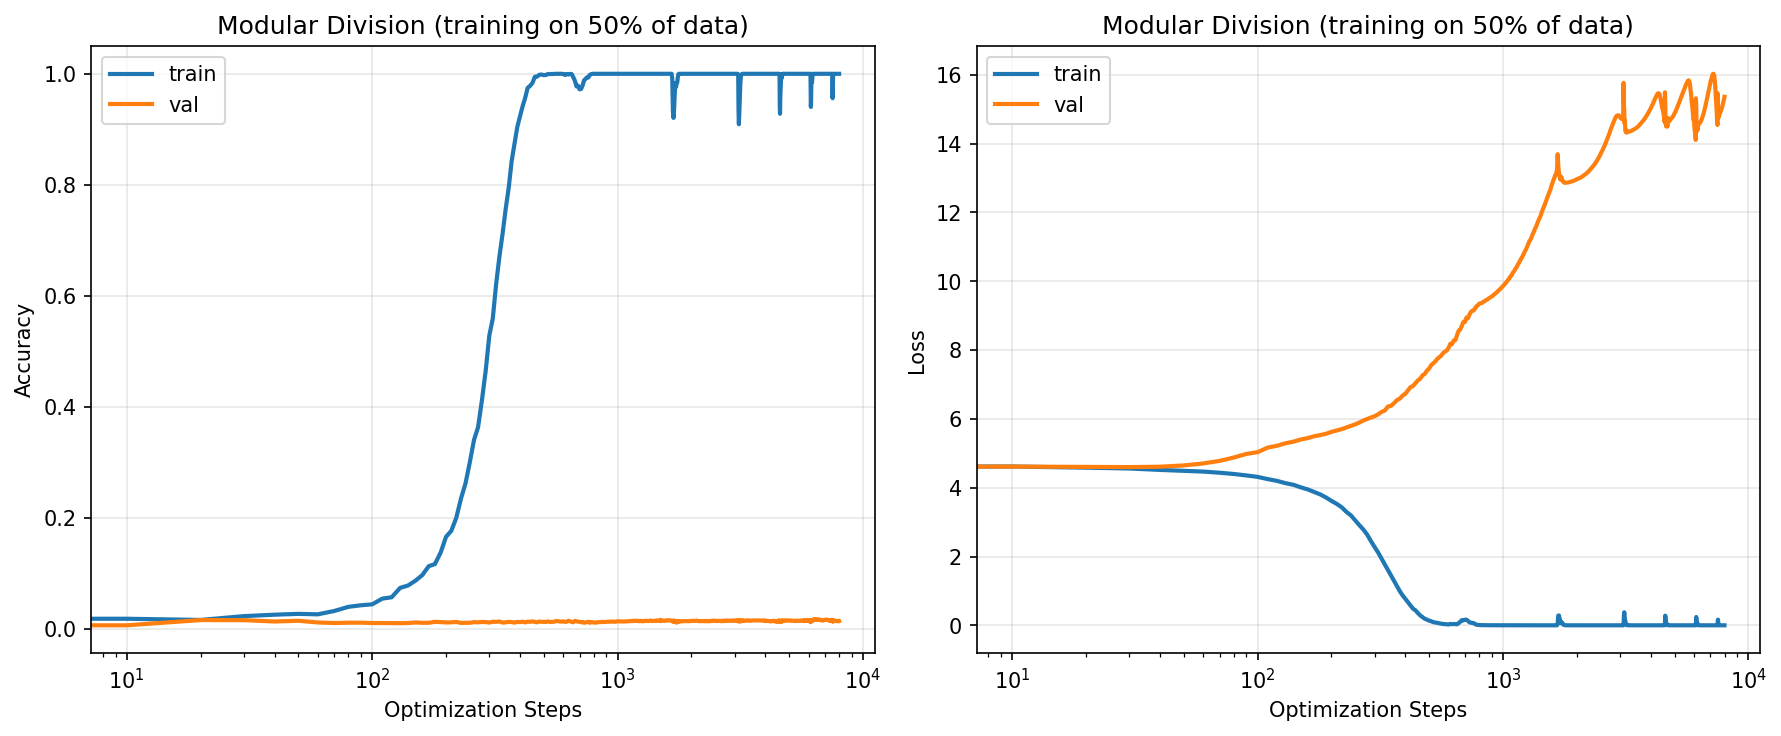 Modular Division (training on 50% of data)
train
val
1.0
0.8
0.6
0.4
0.2
0.0
Accuracy
10¹
10²
10³
10⁴
Optimization Steps
Modular Division (training on 50% of data)
train
val
16
14
12
10
8
6
4
2
0
Loss
10¹
10²
10³
10⁴
Optimization Steps